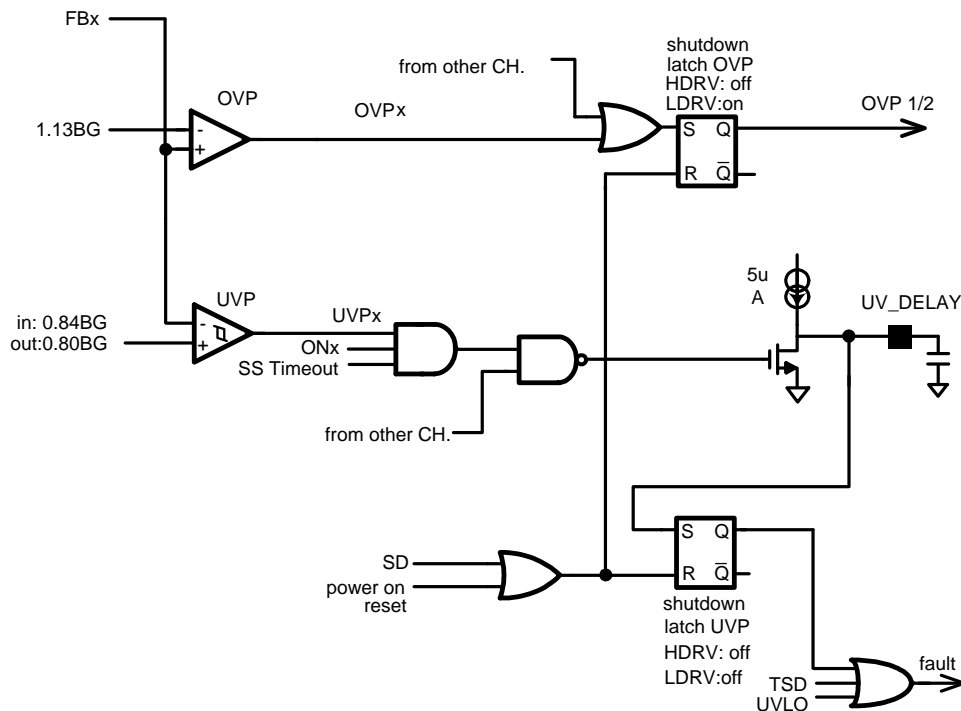 FBx
OVP
1.13BG
-
+
OVPx
from other CH.
shutdown
latch OVP
HDRV: off
LDRV:on
S Q
R Q̅
OVP 1/2
UVP
in: 0.84BG
out:0.80BG
-
+
UVPx
ONx
SS Timeout
from other CH.
5u
A
UV_DELAY
SD
power on
reset
S Q
R Q̅
shutdown
latch UVP
HDRV: off
LDRV:off
TSD
UVLO
fault